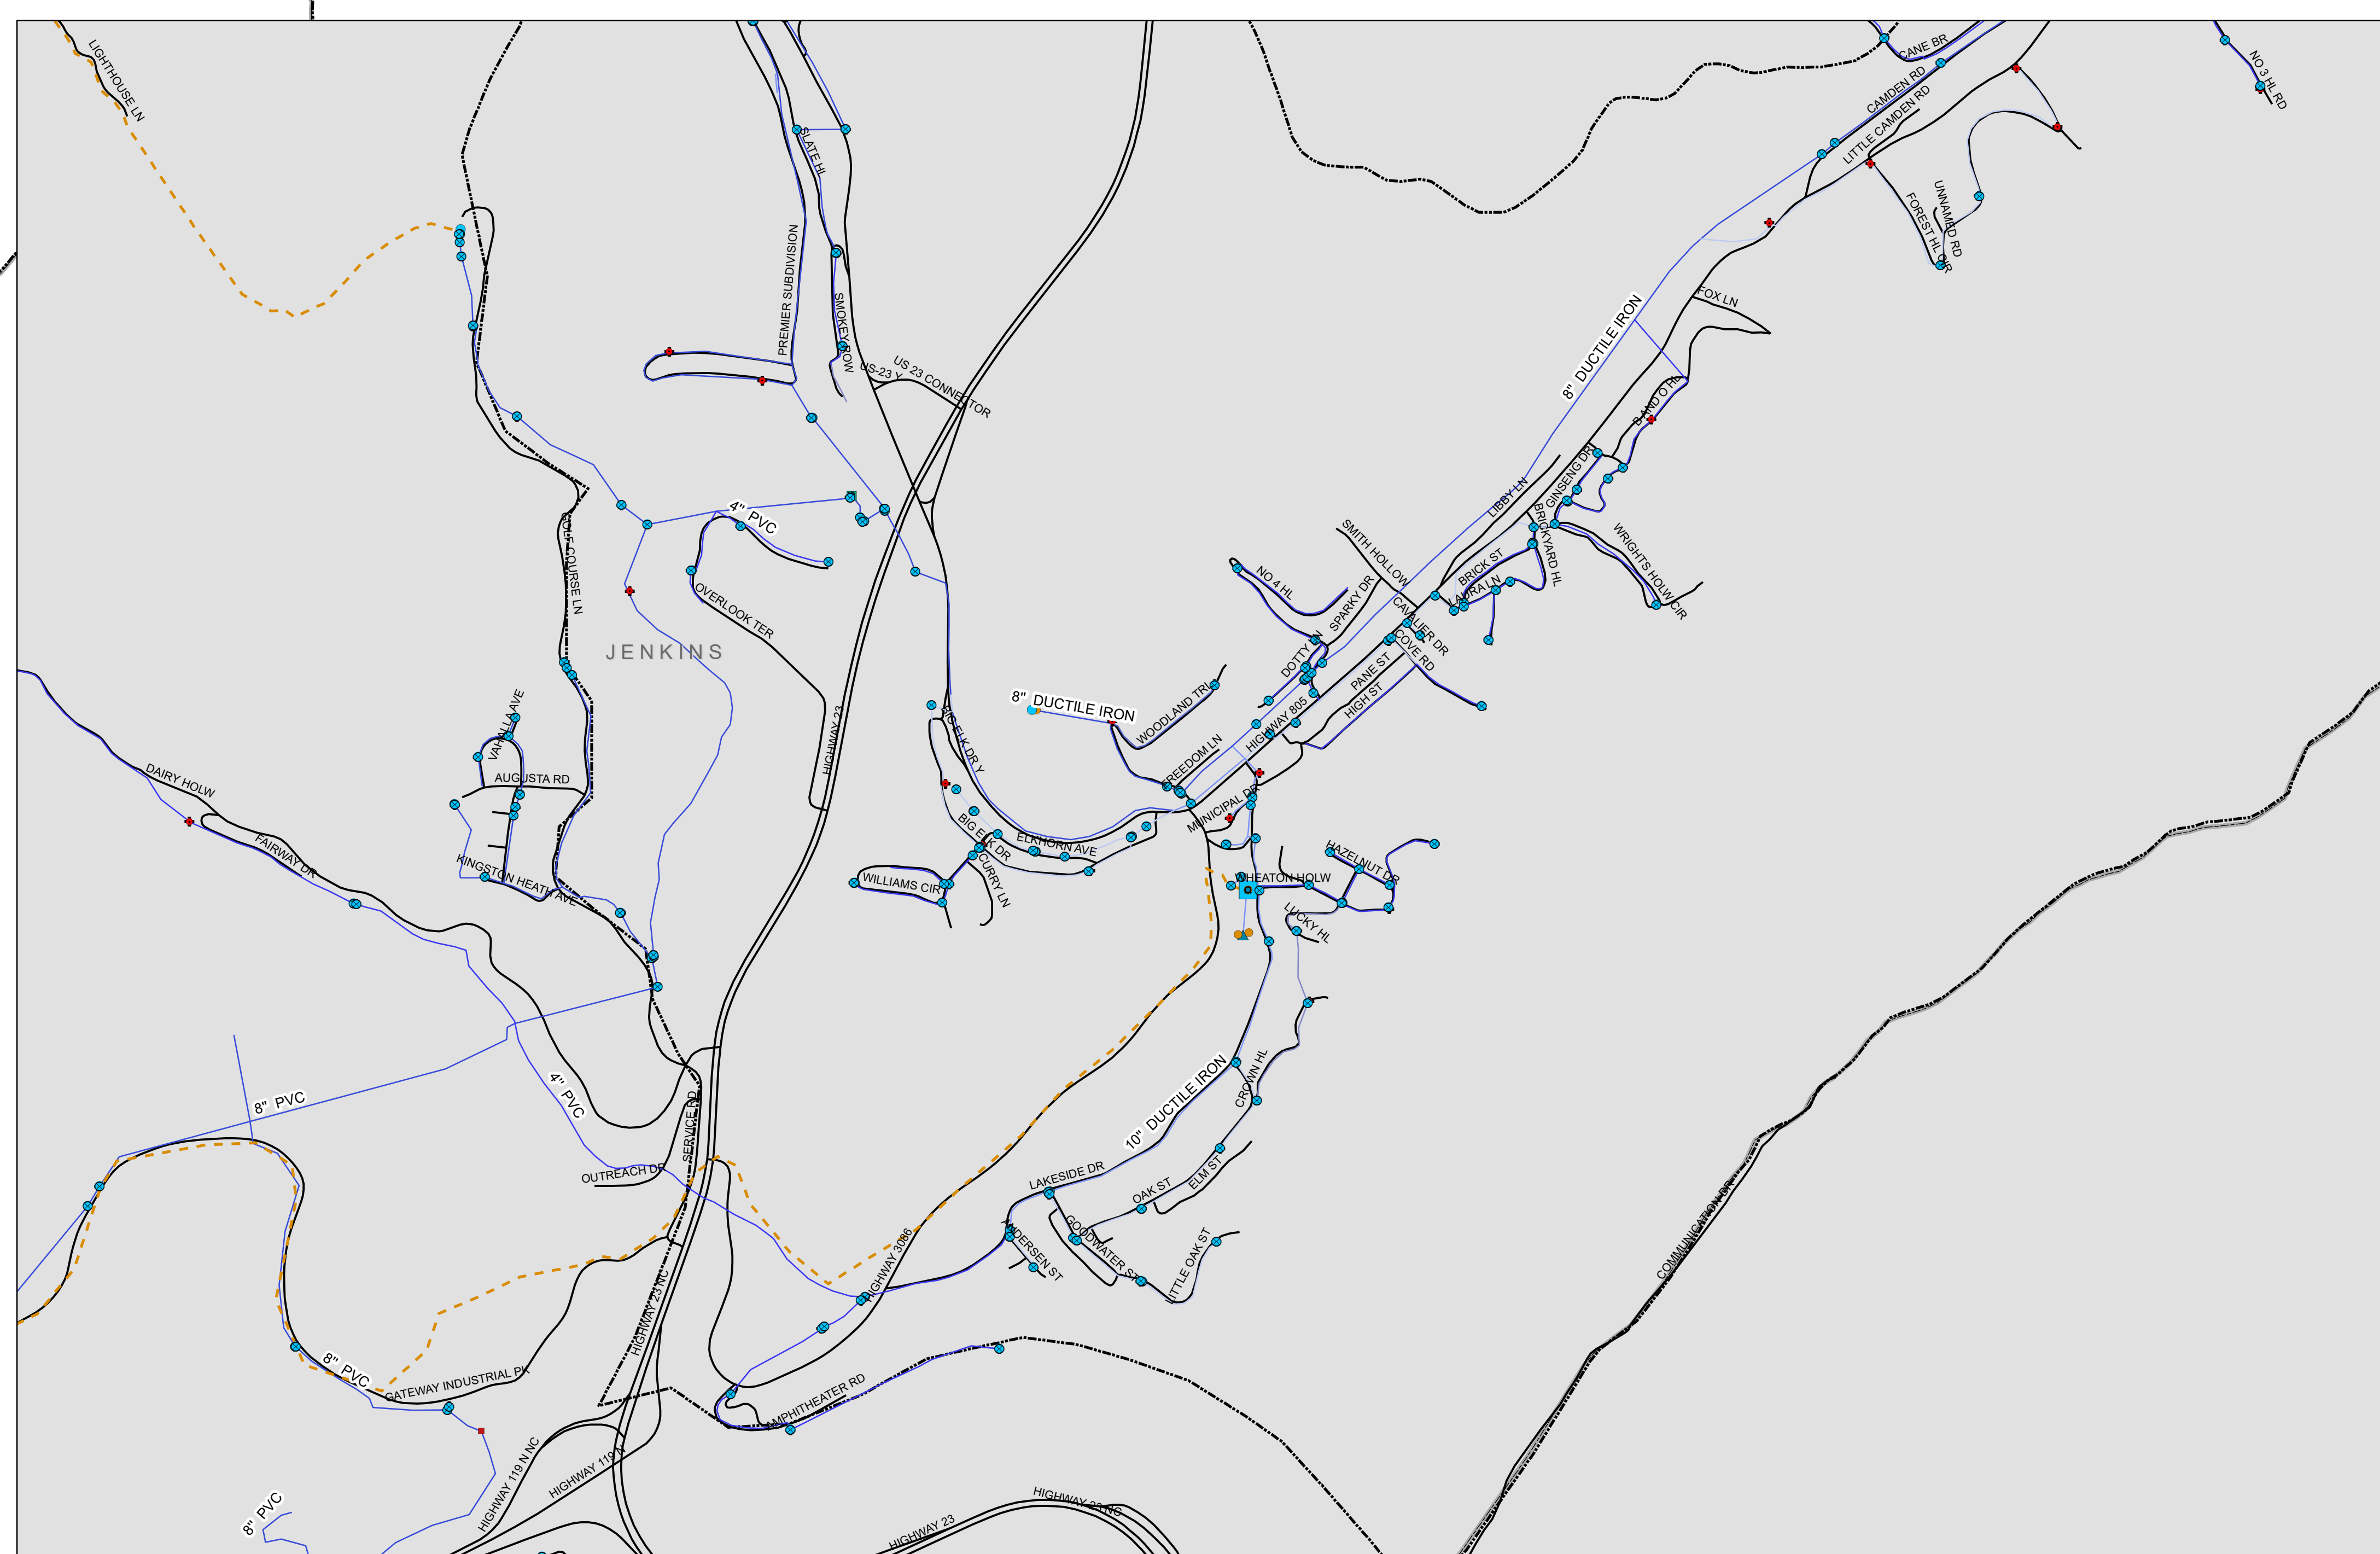 LIGHTHOUSE LN
CANE BR
CAMDEN RD
LITTLE CAMDEN RD
NO 3 HL RD
SLATE HL
FOREST HL CIR
UNNAMED RD
PREMIER SUBDIVISION
SMOKEY ROW
US-23 Y
US 23 CONNECTOR
FOX LN
8" DUCTILE IRON
B AND O HL
GINSENG DR
LIBBY LN
BRICKYARD HL
WRIGHTS HOLW CIR
4" PVC
GOLF COURSE LN
OVERLOOK TER
SMITH HOLLOW
BRICK ST
LAURA LN
NO 4 HL
SPARKY DR
CAVALIER DR
COVE RD
JENKINS
DOTTY LN
PANE ST
HIGH ST
8" DUCTILE IRON
WOODLAND TRL
HIGHWAY 805
VAHALLA AVE
HIGHWAY 23
BIG ELK DR Y
FREEDOM LN
DAIRY HOLW
AUGUSTA RD
MUNICIPAL DR
FAIRWAY DR
KINGSTON HEATH AVE
BIG ELK DR
ELKHORN AVE
HAZELNUT DR
WILLIAMS CIR
CURRY LN
WHEATON HOLW
LUCKY HL
8" PVC
4" PVC
SERVICE RD
10" DUCTILE IRON
CROWN HL
OUTREACH DR
LAKESIDE DR
OAK ST
ELM ST
COMMUNICATION DR
ANDERSEN ST
GOODWATER ST
LITTLE OAK ST
HIGHWAY 3086
HIGHWAY 23 NC
8" PVC
GATEWAY INDUSTRIAL PK
AMPHITHEATER RD
HIGHWAY 119 N NC
HIGHWAY 119 N
8" PVC
HIGHWAY 23
HIGHWAY 23 NC